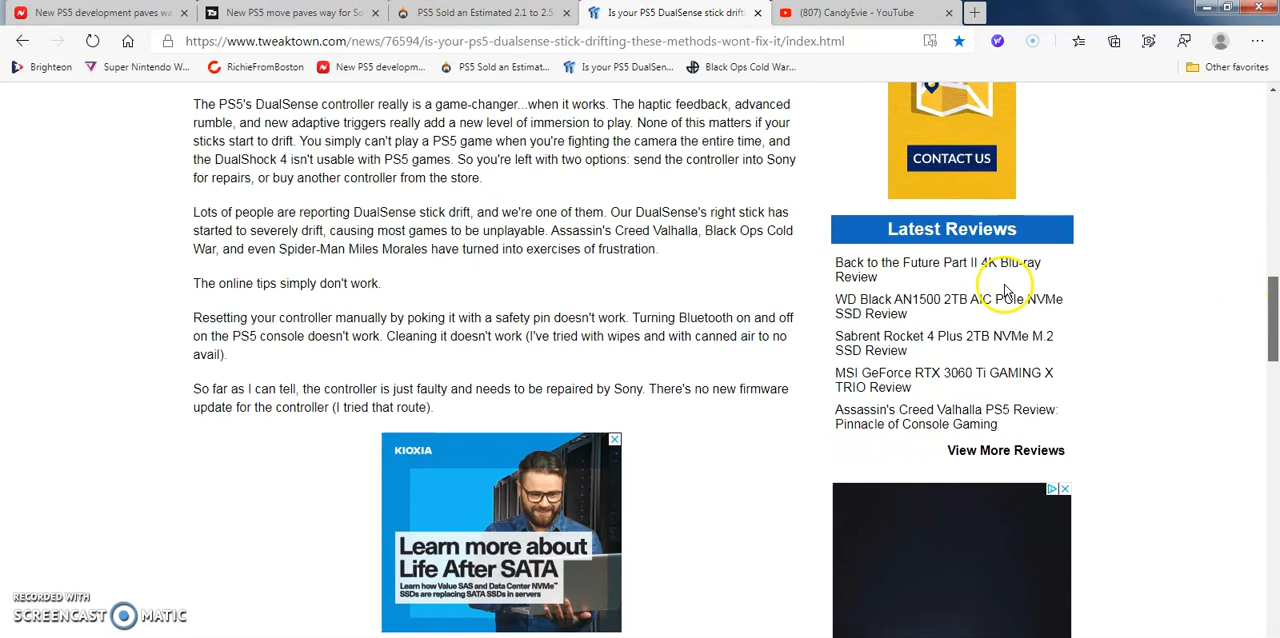 New PS5 development paves wa
New PS5 move paves way for So
PS5 Sold an Estimated 2.1 to 2.5
Is your PS5 DualSense stick drifti
(807) CandyEvie - YouTube
https://www.tweaktown.com/news/76594/is-your-ps5-dualsense-stick-drifting-these-methods-wont-fix-it/index.html
Brighteon
Super Nintendo W...
RichieFromBoston
New PS5 developm...
PS5 Sold an Estimat...
Is your PS5 DualSen...
Black Ops Cold War...
Other favorites
The PS5's DualSense controller really is a game-changer...when it works. The haptic feedback, advanced
rumble, and new adaptive triggers really add a new level of immersion to play. None of this matters if your
sticks start to drift. You simply can't play a PS5 game when you're fighting the camera the entire time, and
the DualShock 4 isn't usable with PS5 games. So you're left with two options: send the controller into Sony
for repairs, or buy another controller from the store.
Lots of people are reporting DualSense stick drift, and we're one of them. Our DualSense's right stick has
started to severely drift, causing most games to be unplayable. Assassin's Creed Valhalla, Black Ops Cold
War, and even Spider-Man Miles Morales have turned into exercises of frustration.
The online tips simply don't work.
Resetting your controller manually by poking it with a safety pin doesn't work. Turning Bluetooth on and off
on the PS5 console doesn't work. Cleaning it doesn't work (I've tried with wipes and with canned air to no
avail).
So far as I can tell, the controller is just faulty and needs to be repaired by Sony. There's no new firmware
update for the controller (I tried that route).
KIOXIA
Learn more about
Life After SATA
Learn how Value SAS and Data Center NVMe™
SSDs are replacing SATA SSDs in servers
CONTACT US
Latest Reviews
Back to the Future Part II 4K Blu-ray
Review
WD Black AN1500 2TB AIC PCIe NVMe
SSD Review
Sabrent Rocket 4 Plus 2TB NVMe M.2
SSD Review
MSI GeForce RTX 3060 Ti GAMING X
TRIO Review
Assassin's Creed Valhalla PS5 Review:
Pinnacle of Console Gaming
View More Reviews
RECORDED WITH
SCREENCAST MATIC